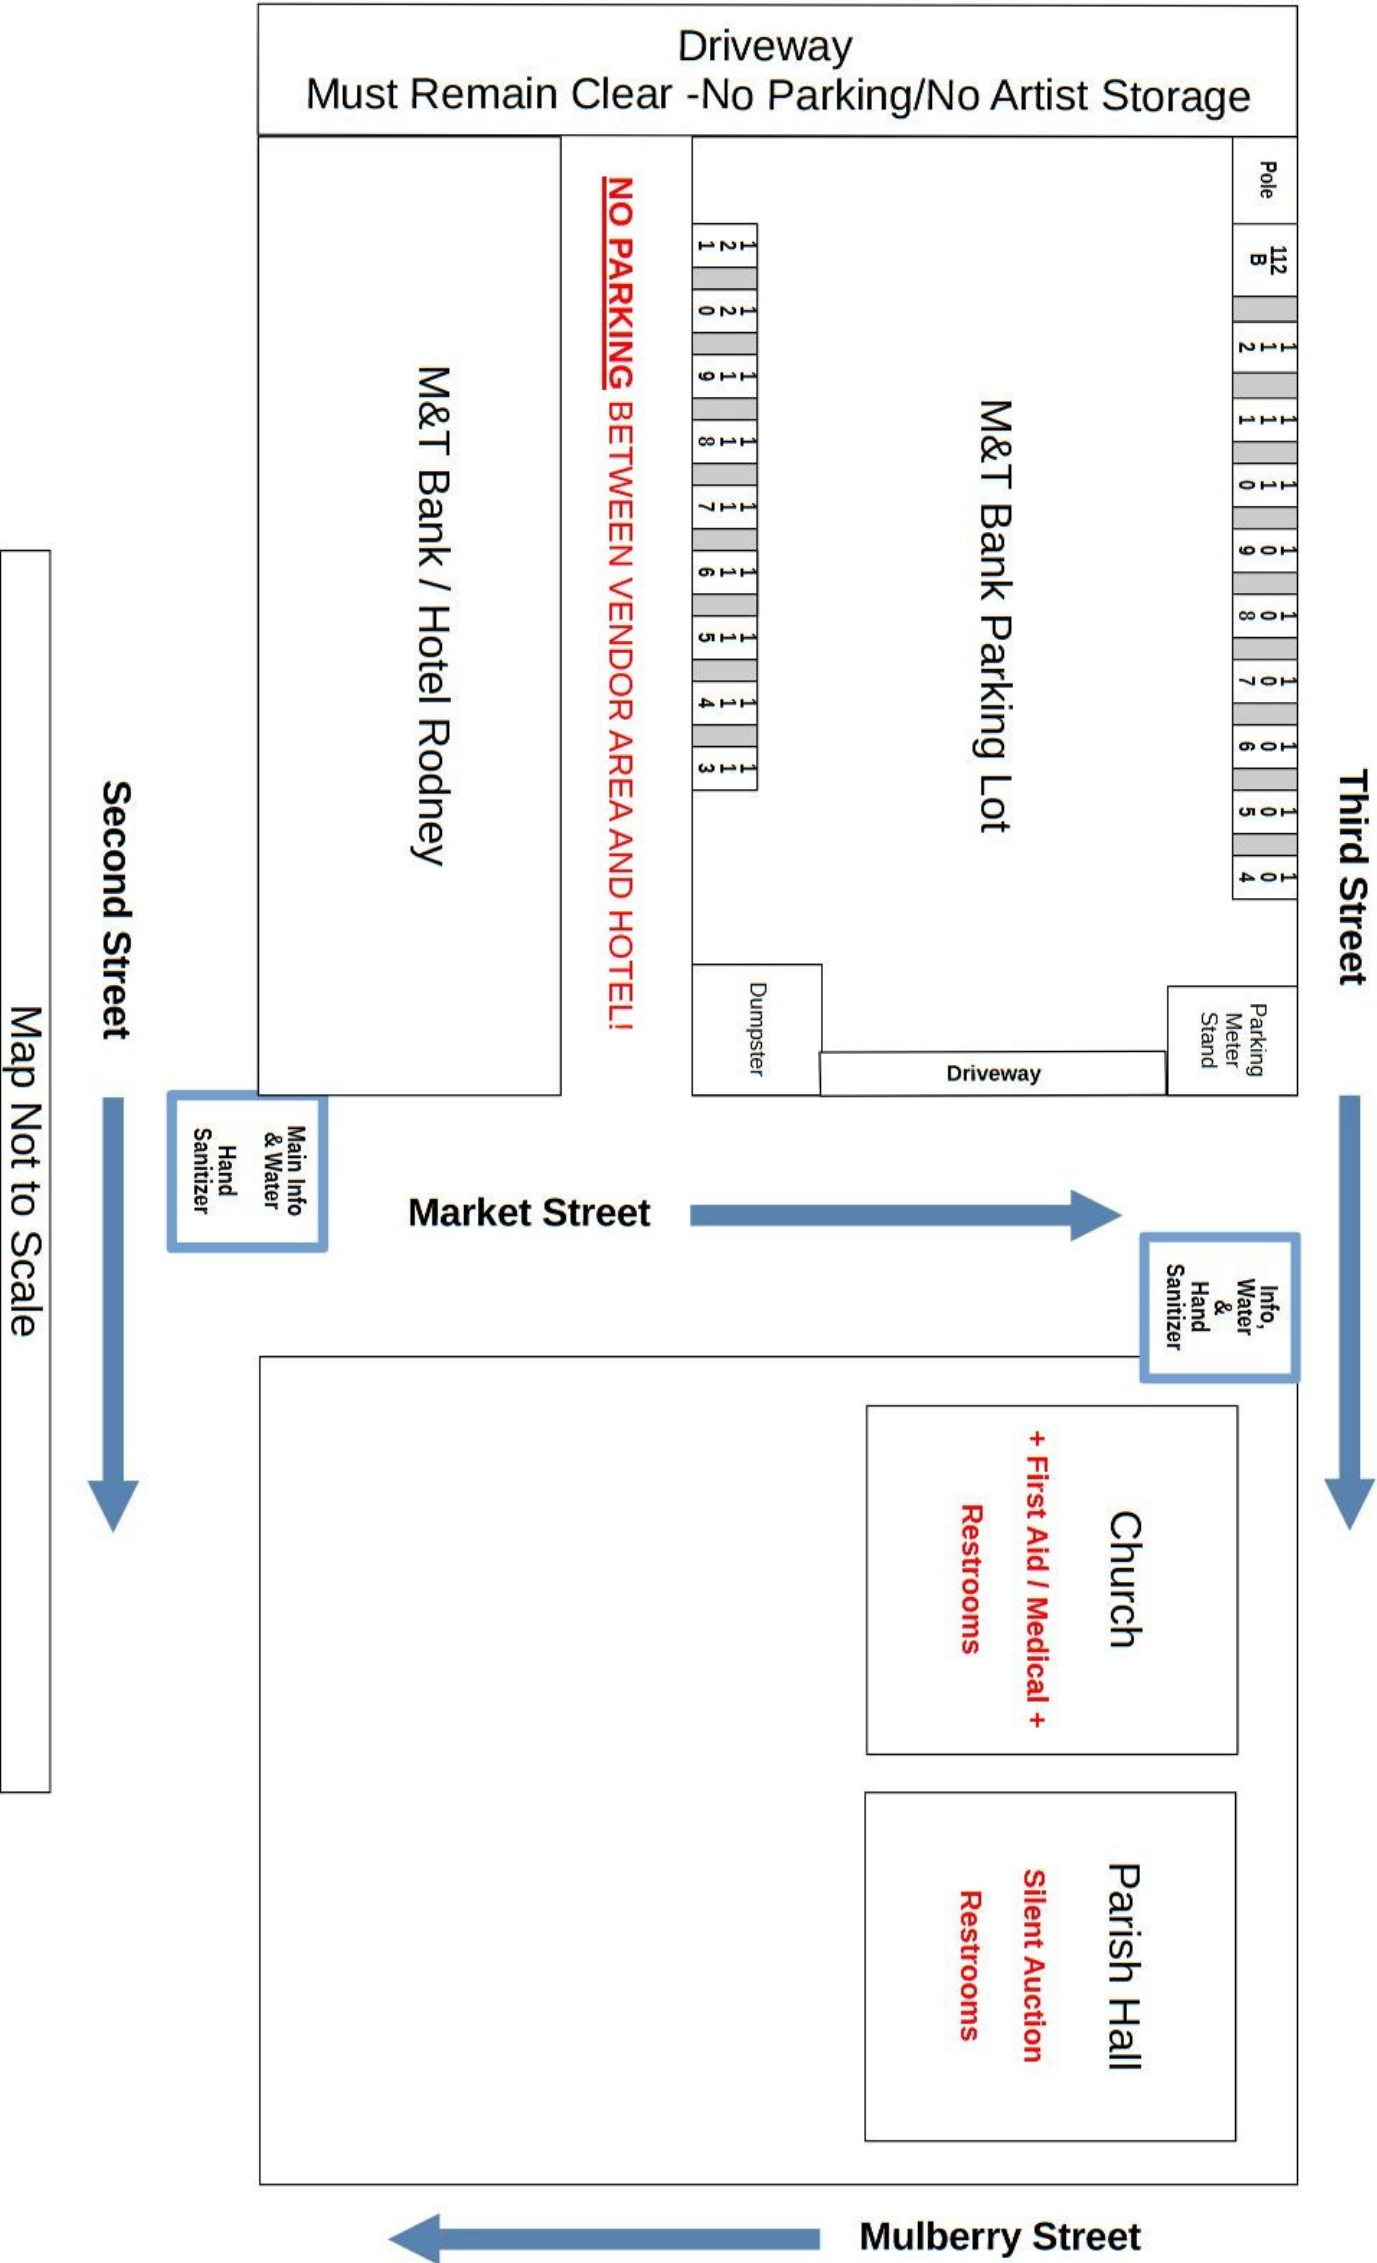 Driveway
Must Remain Clear -No Parking/No Artist Storage
Third Street
Pole
112
B
112
111
110
109
108
107
106
105
104
Parking
Meter
Stand
M&T Bank Parking Lot
Driveway
121
120
119
118
117
116
115
114
113
Dumpster
NO PARKING BETWEEN VENDOR AREA AND HOTEL!
M&T Bank / Hotel Rodney
Second Street
Main Info
& Water
Hand
Sanitizer
Market Street
Info,
Water
&
Hand
Sanitizer
Church
+ First Aid / Medical +
Restrooms
Parish Hall
Silent Auction
Restrooms
Mulberry Street
Map Not to Scale